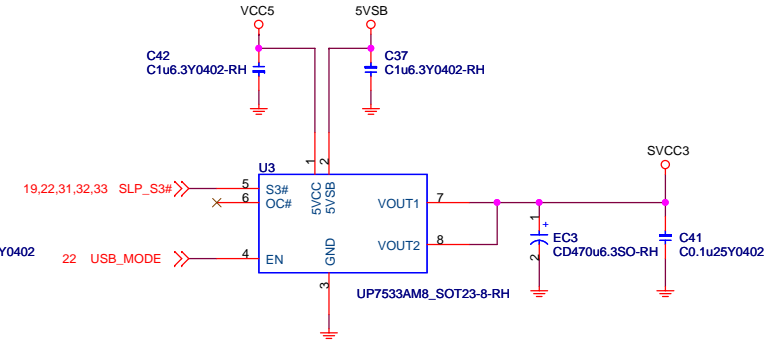 VCC5
5VSB
C42
C1u6.3Y0402-RH
C37
C1u6.3Y0402-RH
SVCC3
U3
1
2
19,22,31,32,33 SLP_S3#
5
S3#
6
OC#
5VCC
5VSB
VOUT1
7
1
+
EC3
CD470u6.3SO-RH
2
C41
C0.1u25Y0402
VOUT2
8
Y0402
22 USB_MODE
4
EN
GND
3
UP7533AM8_SOT23-8-RH